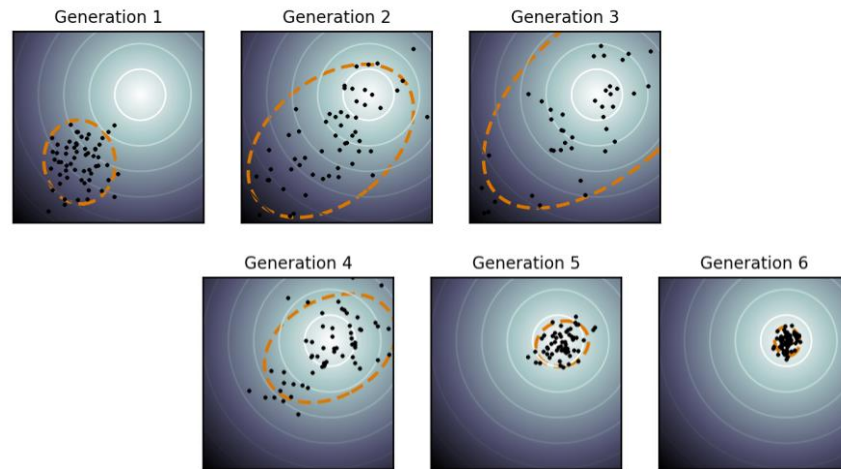 Generation 1
Generation 2
Generation 3
Generation 4
Generation 5
Generation 6